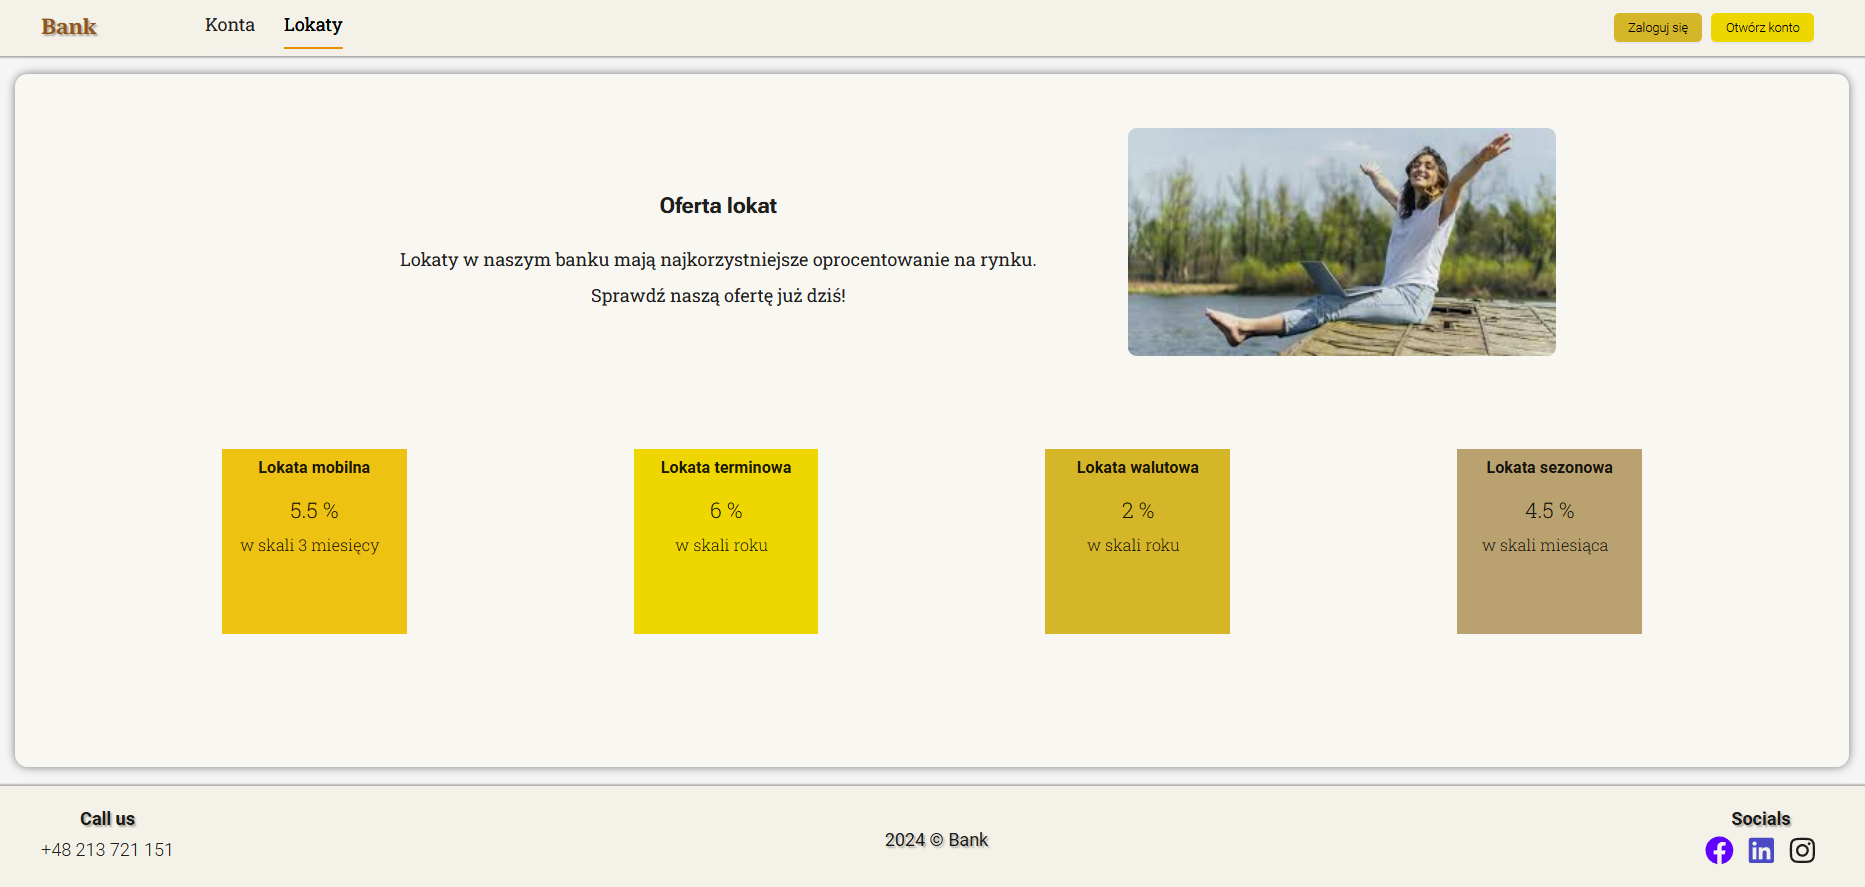 Bank
Konta
Lokaty
Zaloguj się
Otwórz konto
Oferta lokat
Lokaty w naszym banku mają najkorzystniejsze oprocentowanie na rynku.
Sprawdź naszą ofertę już dziś!
Lokata mobilna
5.5 %
w skali 3 miesięcy
Lokata terminowa
6 %
w skali roku
Lokata walutowa
2 %
w skali roku
Lokata sezonowa
4.5 %
w skali miesiąca
Call us
+48 213 721 151
2024 © Bank
Socials